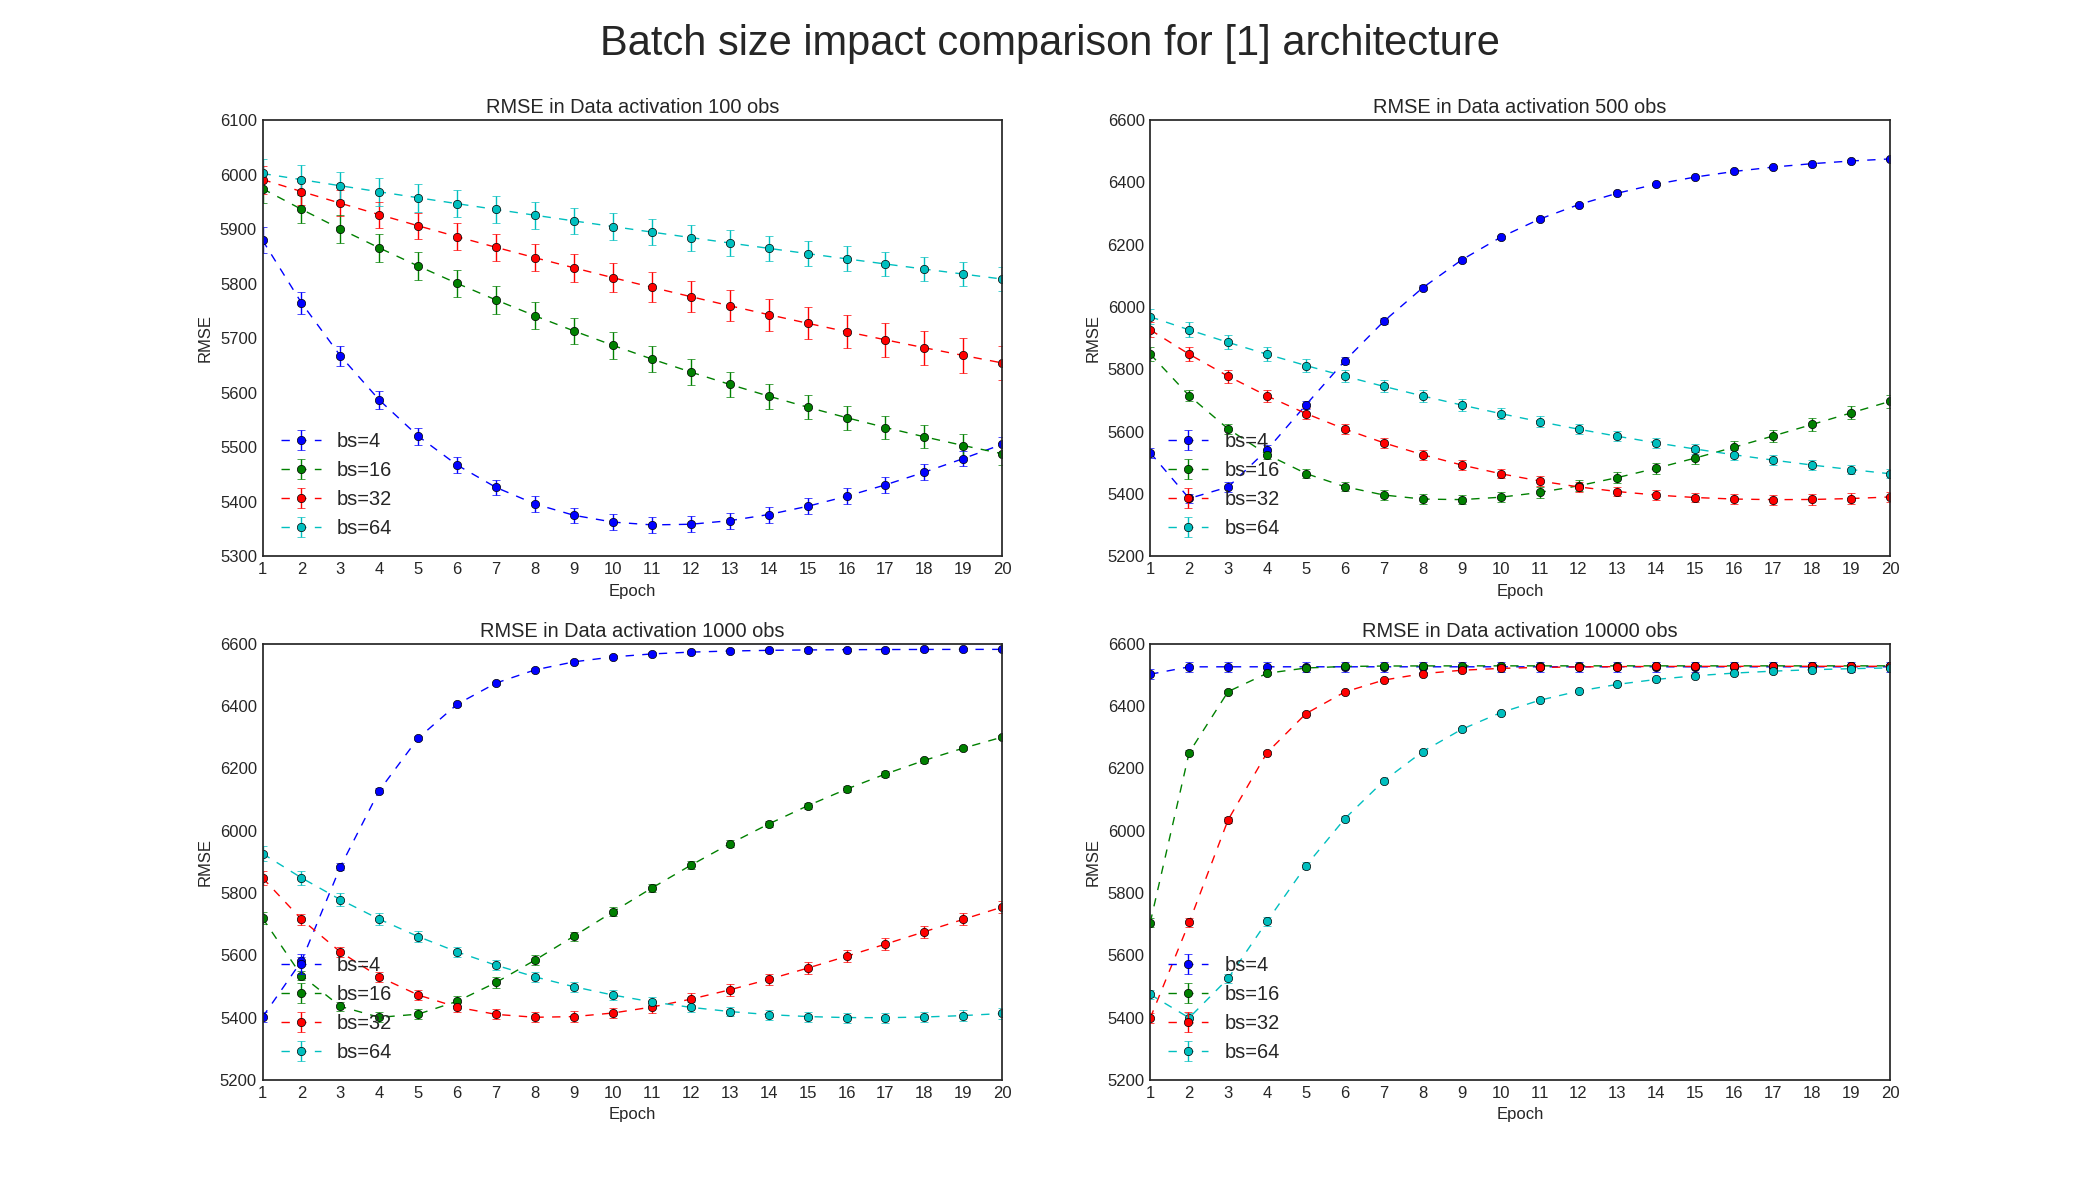 Batch size impact comparison for [1] architecture
RMSE in Data activation 100 obs
6100
6000
5900
5800
5700
5600
5500
5400
5300
RMSE
bs=4
bs=16
bs=32
bs=64
1 2 3 4 5 6 7 8 9 10 11 12 13 14 15 16 17 18 19 20
Epoch
RMSE in Data activation 500 obs
6600
6400
6200
6000
5800
5600
5400
5200
RMSE
bs=4
bs=16
bs=32
bs=64
1 2 3 4 5 6 7 8 9 10 11 12 13 14 15 16 17 18 19 20
Epoch
RMSE in Data activation 1000 obs
6600
6400
6200
6000
5800
5600
5400
5200
RMSE
bs=4
bs=16
bs=32
bs=64
1 2 3 4 5 6 7 8 9 10 11 12 13 14 15 16 17 18 19 20
Epoch
RMSE in Data activation 10000 obs
6600
6400
6200
6000
5800
5600
5400
5200
RMSE
bs=4
bs=16
bs=32
bs=64
1 2 3 4 5 6 7 8 9 10 11 12 13 14 15 16 17 18 19 20
Epoch